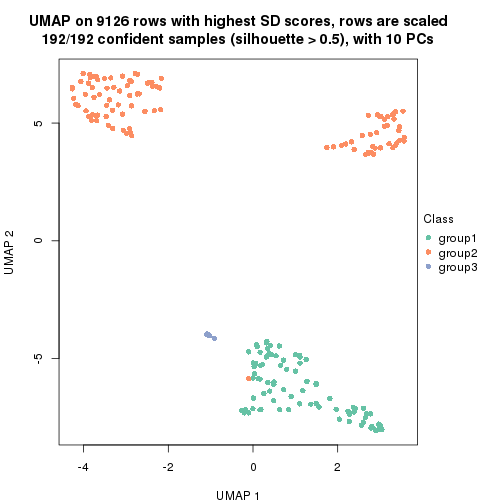 UMAP on 9126 rows with highest SD scores, rows are scaled
192/192 confident samples (silhouette > 0.5), with 10 PCs
5
0
-5
UMAP 2
-4
-2
0
2
UMAP 1
Class
group1
group2
group3